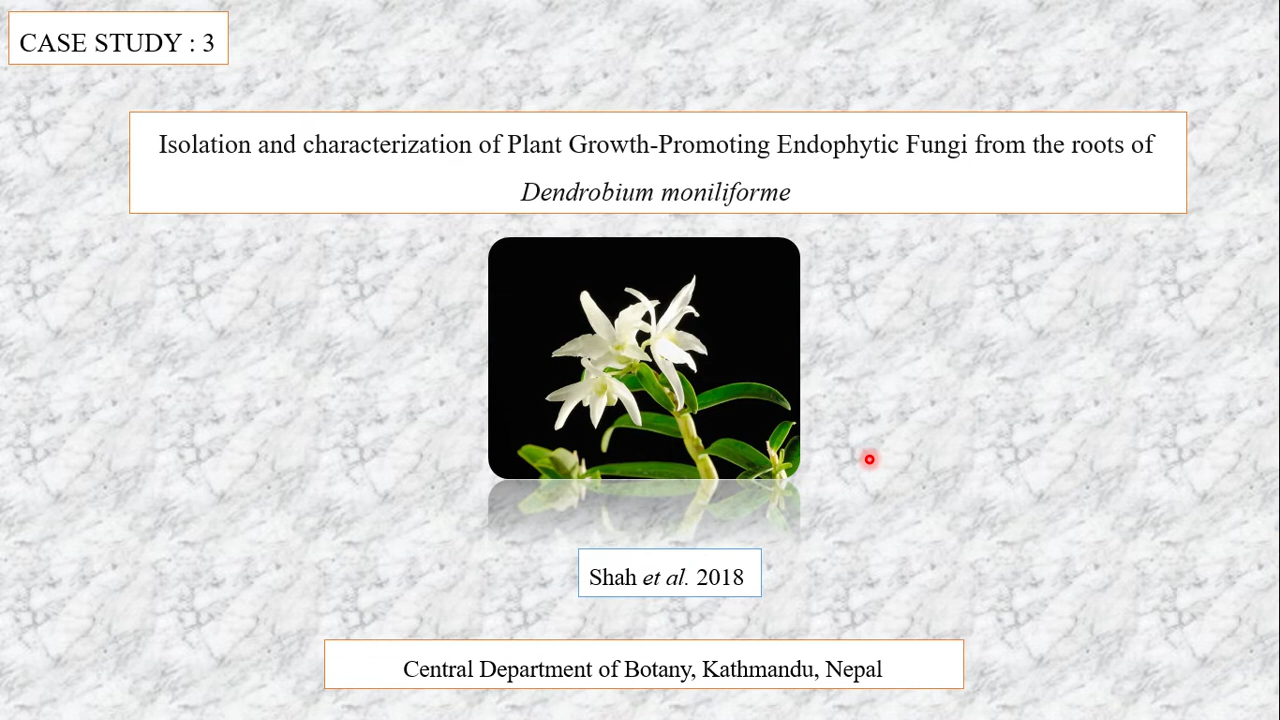 CASE STUDY : 3
Isolation and characterization of Plant Growth-Promoting Endophytic Fungi from the roots of
Dendrobium moniliforme
Shah et al. 2018
Central Department of Botany, Kathmandu, Nepal